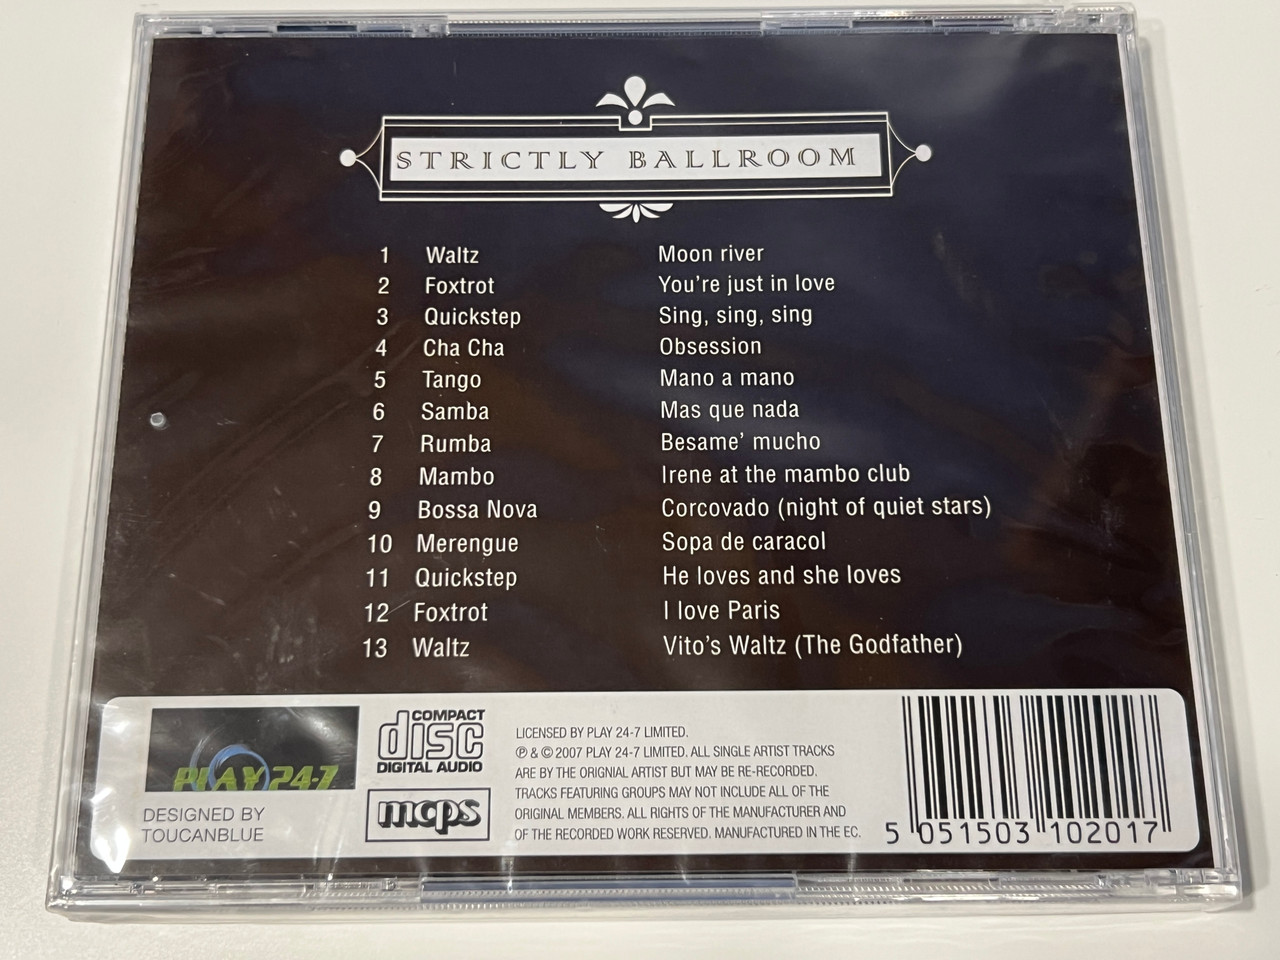 STRICTLY BALLROOM
1 Waltz Moon river
2 Foxtrot You're just in love
3 Quickstep Sing, sing, sing
4 Cha Cha Obsession
5 Tango Mano a mano
6 Samba Mas que nada
7 Rumba Besame' mucho
8 Mambo Irene at the mambo club
9 Bossa Nova Corcovado (night of quiet stars)
10 Merengue Sopa de caracol
11 Quickstep He loves and she loves
12 Foxtrot I love Paris
13 Waltz Vito's Waltz (The Godfather)
PLAY 24-7
DESIGNED BY
TOUCANBLUE
COMPACT
disc
DIGITAL AUDIO
mcps
LICENSED BY PLAY 24-7 LIMITED.
℗ & © 2007 PLAY 24-7 LIMITED. ALL SINGLE ARTIST TRACKS
ARE BY THE ORIGNIAL ARTIST BUT MAY BE RE-RECORDED.
TRACKS FEATURING GROUPS MAY NOT INCLUDE ALL OF THE
ORIGINAL MEMBERS. ALL RIGHTS OF THE MANUFACTURER AND
OF THE RECORDED WORK RESERVED. MANUFACTURED IN THE EC.
5 051503 102017